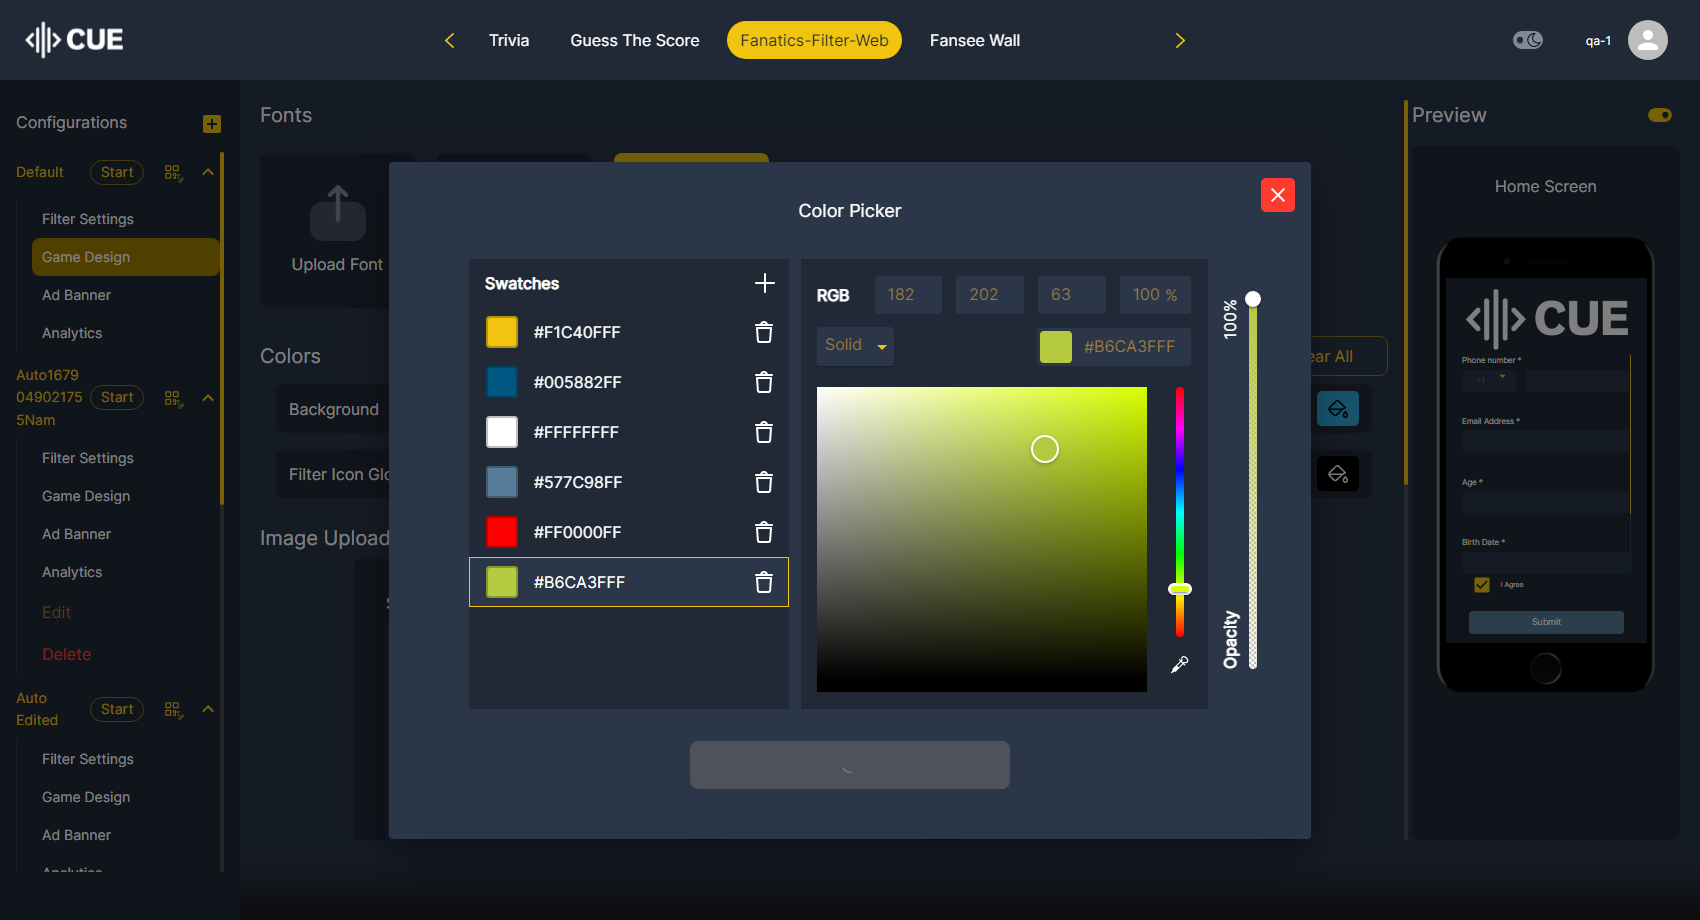 CUE
Trivia
Guess The Score
Fanatics-Filter-Web
Fansee Wall
qa-1
Configurations
Default
Start
Filter Settings
Game Design
Ad Banner
Analytics
Auto1679
04902175
5Nam
Start
Filter Settings
Game Design
Ad Banner
Analytics
Edit
Delete
Auto
Edited
Start
Filter Settings
Game Design
Ad Banner
Analytics
Fonts
Upload Font
Colors
Background
Filter Icon Glo
Image Upload
ear All
Color Picker
Swatches
#F1C40FFF
#005882FF
#FFFFFFFF
#577C98FF
#FF0000FF
#B6CA3FFF
RGB
182
202
63
100 %
Solid
#B6CA3FFF
100%
Opacity
Preview
Home Screen
CUE
Phone number *
+1
Email Address *
Age *
Birth Date *
I Agree
Submit